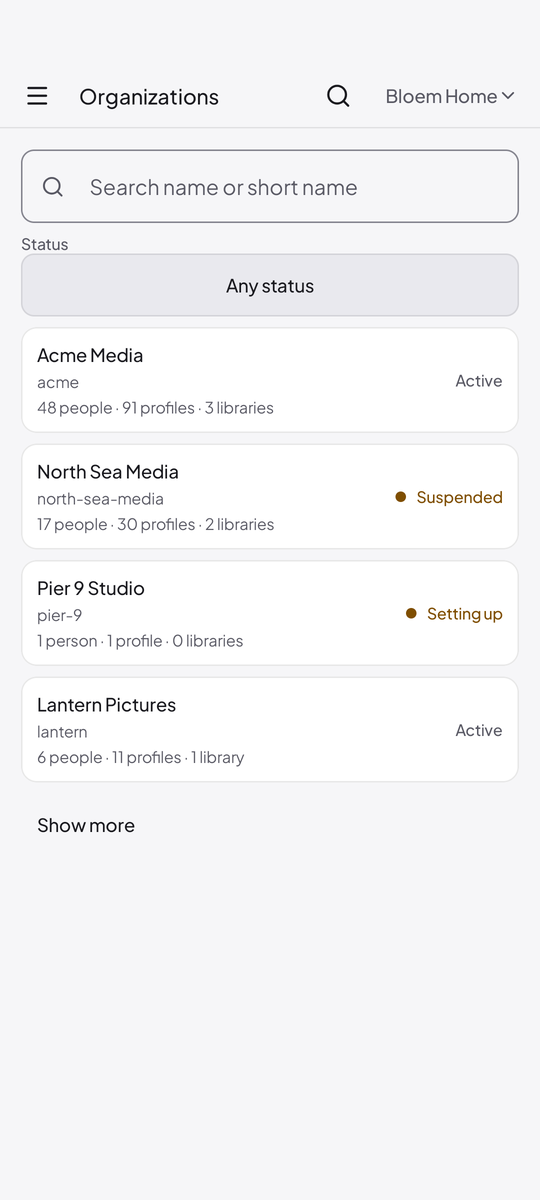 Organizations
Bloem Home
Search name or short name
Status
Any status
Acme Media
acme
Active
48 people · 91 profiles · 3 libraries
North Sea Media
north-sea-media
Suspended
17 people · 30 profiles · 2 libraries
Pier 9 Studio
pier-9
Setting up
1 person · 1 profile · 0 libraries
Lantern Pictures
lantern
Active
6 people · 11 profiles · 1 library
Show more